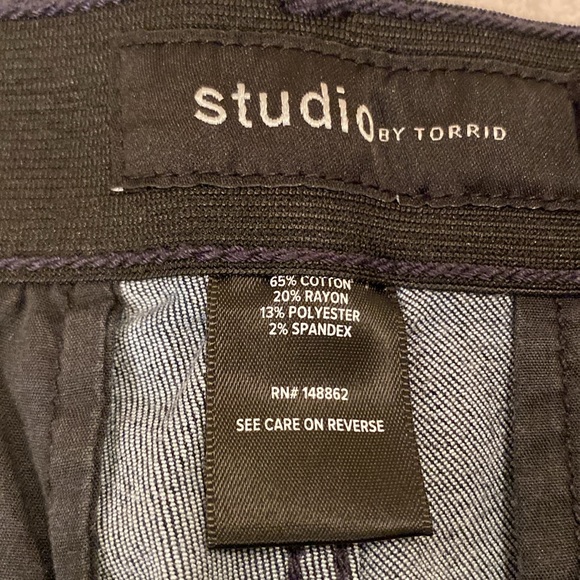 studio BY TORRID
65% COTTON
20% RAYON
13% POLYESTER
2% SPANDEX
RN# 148862
SEE CARE ON REVERSE